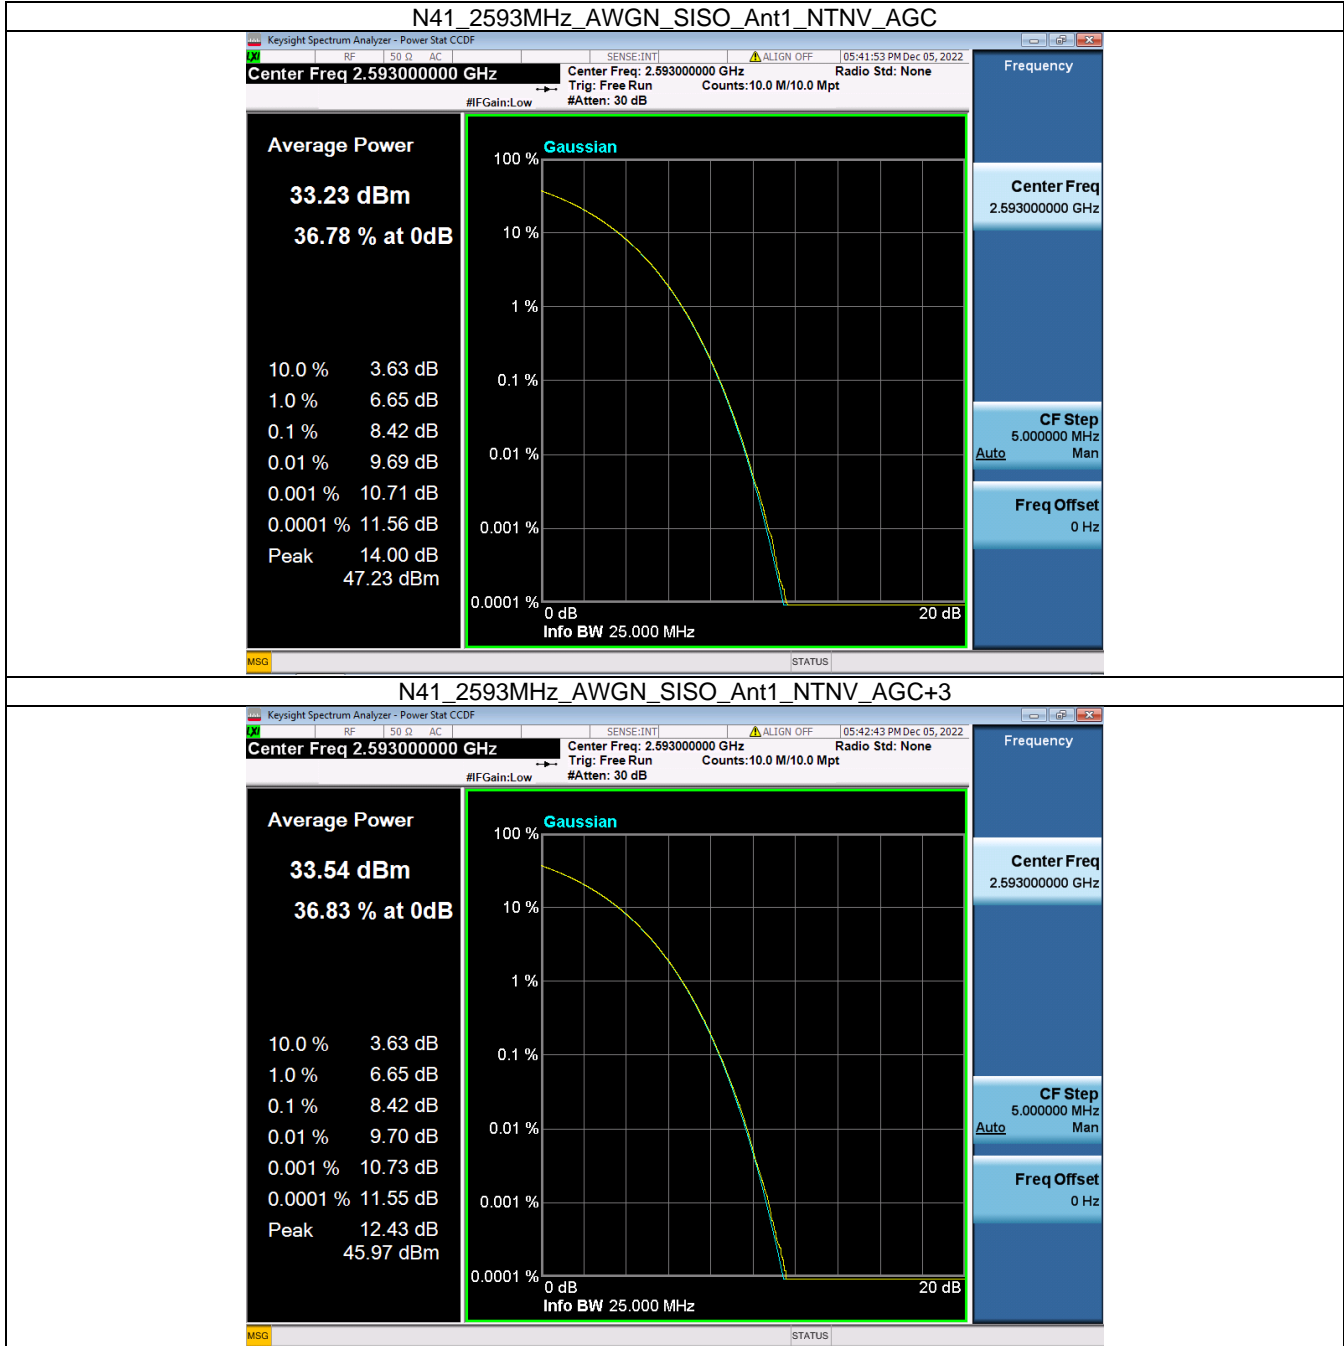 N41_2593MHz_AWGN_SISO_Ant1_NTNV_AGC
Keysight Spectrum Analyzer - Power Stat CCDF
LXI RF 50 Ω AC SENSE:INT ALIGN OFF 05:41:53 PM Dec 05, 2022
Center Freq 2.593000000 GHz
Center Freq: 2.593000000 GHz Radio Std: None
Trig: Free Run Counts:10.0 M/10.0 Mpt
#IFGain:Low #Atten: 30 dB
Frequency
Average Power
33.23 dBm
36.78 % at 0dB
10.0 % 3.63 dB
1.0 % 6.65 dB
0.1 % 8.42 dB
0.01 % 9.69 dB
0.001 % 10.71 dB
0.0001 % 11.56 dB
Peak 14.00 dB
47.23 dBm
Gaussian
100 %
10 %
1 %
0.1 %
0.01 %
0.001 %
0.0001 %
0 dB 20 dB
Info BW 25.000 MHz
Center Freq
2.593000000 GHz
CF Step
5.000000 MHz
Auto Man
Freq Offset
0 Hz
MSG STATUS
N41_2593MHz_AWGN_SISO_Ant1_NTNV_AGC+3
Keysight Spectrum Analyzer - Power Stat CCDF
LXI RF 50 Ω AC SENSE:INT ALIGN OFF 05:42:43 PM Dec 05, 2022
Center Freq 2.593000000 GHz
Center Freq: 2.593000000 GHz Radio Std: None
Trig: Free Run Counts:10.0 M/10.0 Mpt
#IFGain:Low #Atten: 30 dB
Frequency
Average Power
33.54 dBm
36.83 % at 0dB
10.0 % 3.63 dB
1.0 % 6.65 dB
0.1 % 8.42 dB
0.01 % 9.70 dB
0.001 % 10.73 dB
0.0001 % 11.55 dB
Peak 12.43 dB
45.97 dBm
Gaussian
100 %
10 %
1 %
0.1 %
0.01 %
0.001 %
0.0001 %
0 dB 20 dB
Info BW 25.000 MHz
Center Freq
2.593000000 GHz
CF Step
5.000000 MHz
Auto Man
Freq Offset
0 Hz
MSG STATUS